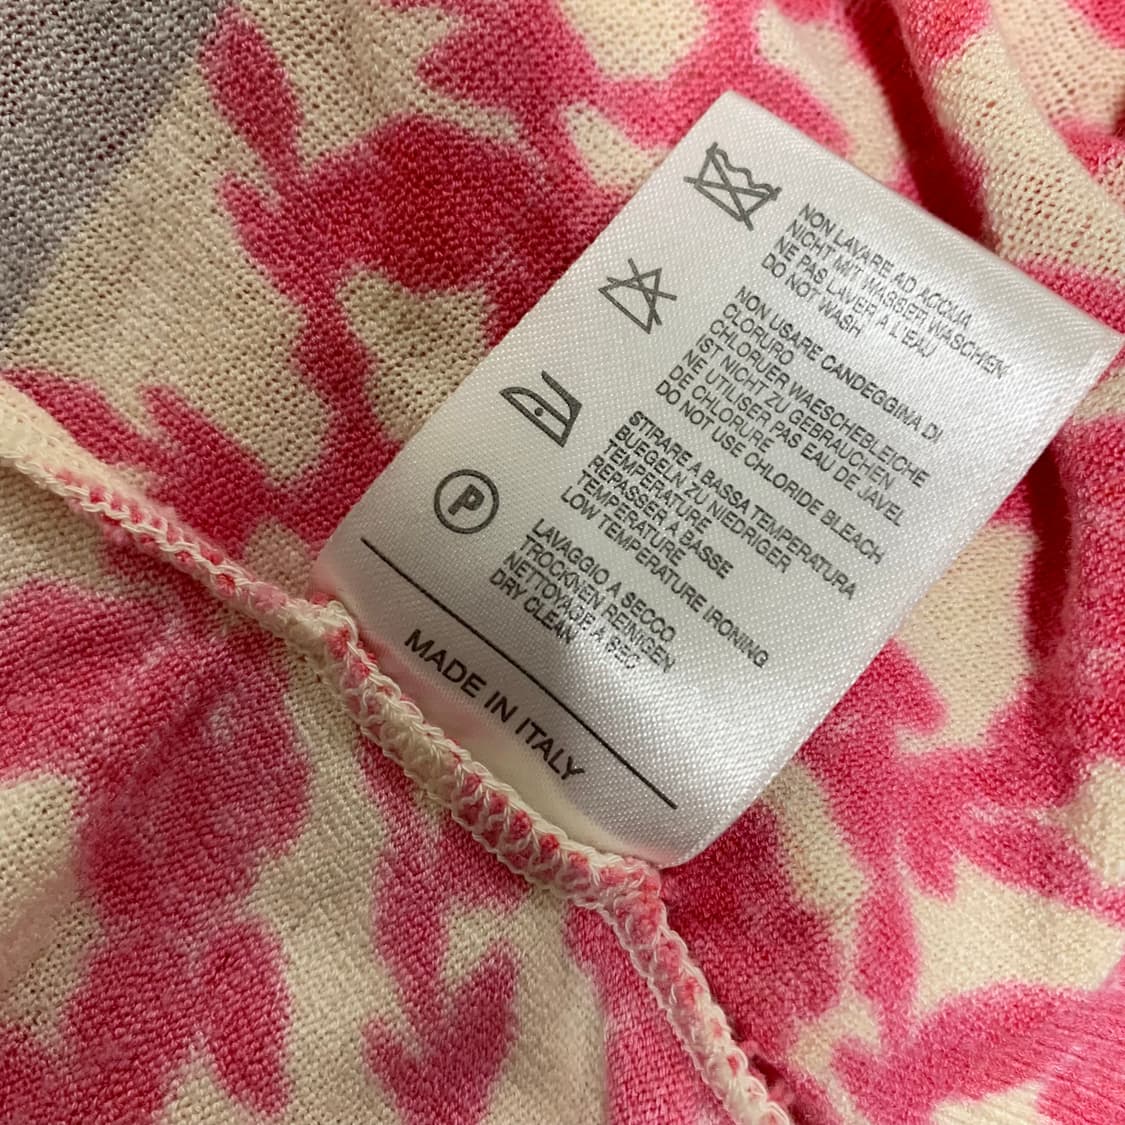 NON LAVARE AD ACQUA
NICHT MIT WASSER WASCHEN
NE PAS LAVER A L'EAU
DO NOT WASH
NON USARE CANDEGGINA DI
CLORURO
CHLORUER WAESCHEBLEICHE
IST NICHT ZU GEBRAUCHEN
NE UTILISER PAS EAU DE JAVEL
DE CHLORURE
DO NOT USE CHLORIDE BLEACH
STIRARE A BASSA TEMPERATURA
BUEGELN ZU NIEDRIGER
TEMPERATURE
REPASSER A BASSE
TEMPERATURE
LOW TEMPERATURE IRONING
P
LAVAGGIO A SECCO
TROCKNEN REINIGEN
NETTOYAGE A SEC
DRY CLEAN
MADE IN ITALY